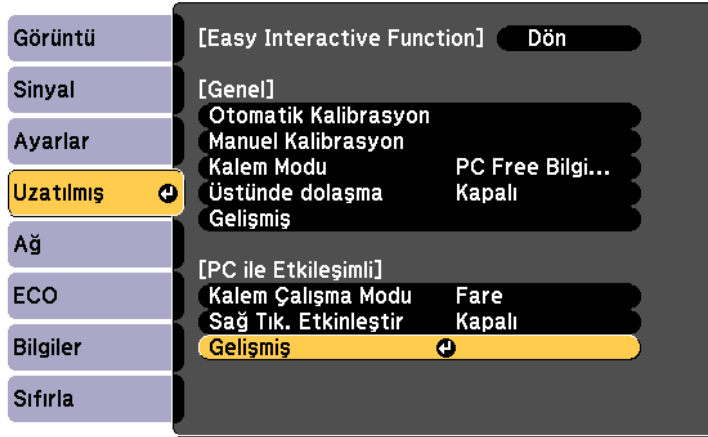 Görüntü
Sinyal
Ayarlar
Uzatılmış
Ağ
ECO
Bilgiler
Sıfırla
[Easy Interactive Function] Dön
[Genel]
Otomatik Kalibrasyon
Manuel Kalibrasyon
Kalem Modu PC Free Bilgi...
Üstünde dolaşma Kapalı
Gelişmiş
[PC ile Etkileşimli]
Kalem Çalışma Modu Fare
Sağ Tık. Etkinleştir Kapalı
Gelişmiş